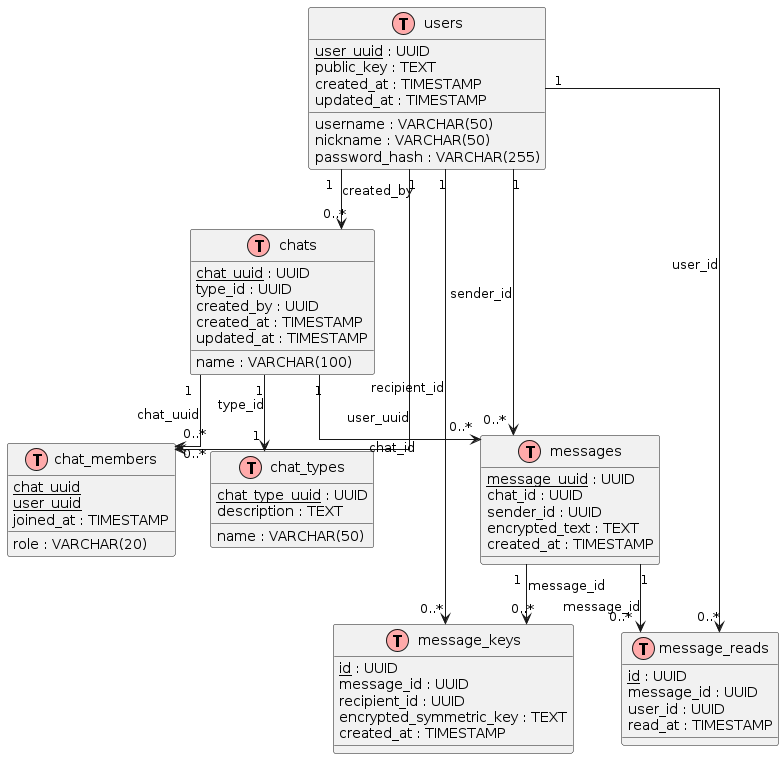 T users
user_uuid : UUID
public_key : TEXT
created_at : TIMESTAMP
updated_at : TIMESTAMP
username : VARCHAR(50)
nickname : VARCHAR(50)
password_hash : VARCHAR(255)
1
1
created_by
1
1
1
0..*
T chats
chat_uuid : UUID
type_id : UUID
created_by : UUID
created_at : TIMESTAMP
updated_at : TIMESTAMP
name : VARCHAR(100)
user_id
sender_id
1
1
1
recipient_id
chat_uuid
type_id
user_uuid
0..*
1
0..*
0..*
chat_id
0..*
T chat_members
chat_uuid
user_uuid
joined_at : TIMESTAMP
role : VARCHAR(20)
T chat_types
chat_type_uuid : UUID
description : TEXT
name : VARCHAR(50)
T messages
message_uuid : UUID
chat_id : UUID
sender_id : UUID
encrypted_text : TEXT
created_at : TIMESTAMP
1
message_id
1
message_id
0..*
0..*
0..*
0..*
T message_keys
id : UUID
message_id : UUID
recipient_id : UUID
encrypted_symmetric_key : TEXT
created_at : TIMESTAMP
T message_reads
id : UUID
message_id : UUID
user_id : UUID
read_at : TIMESTAMP